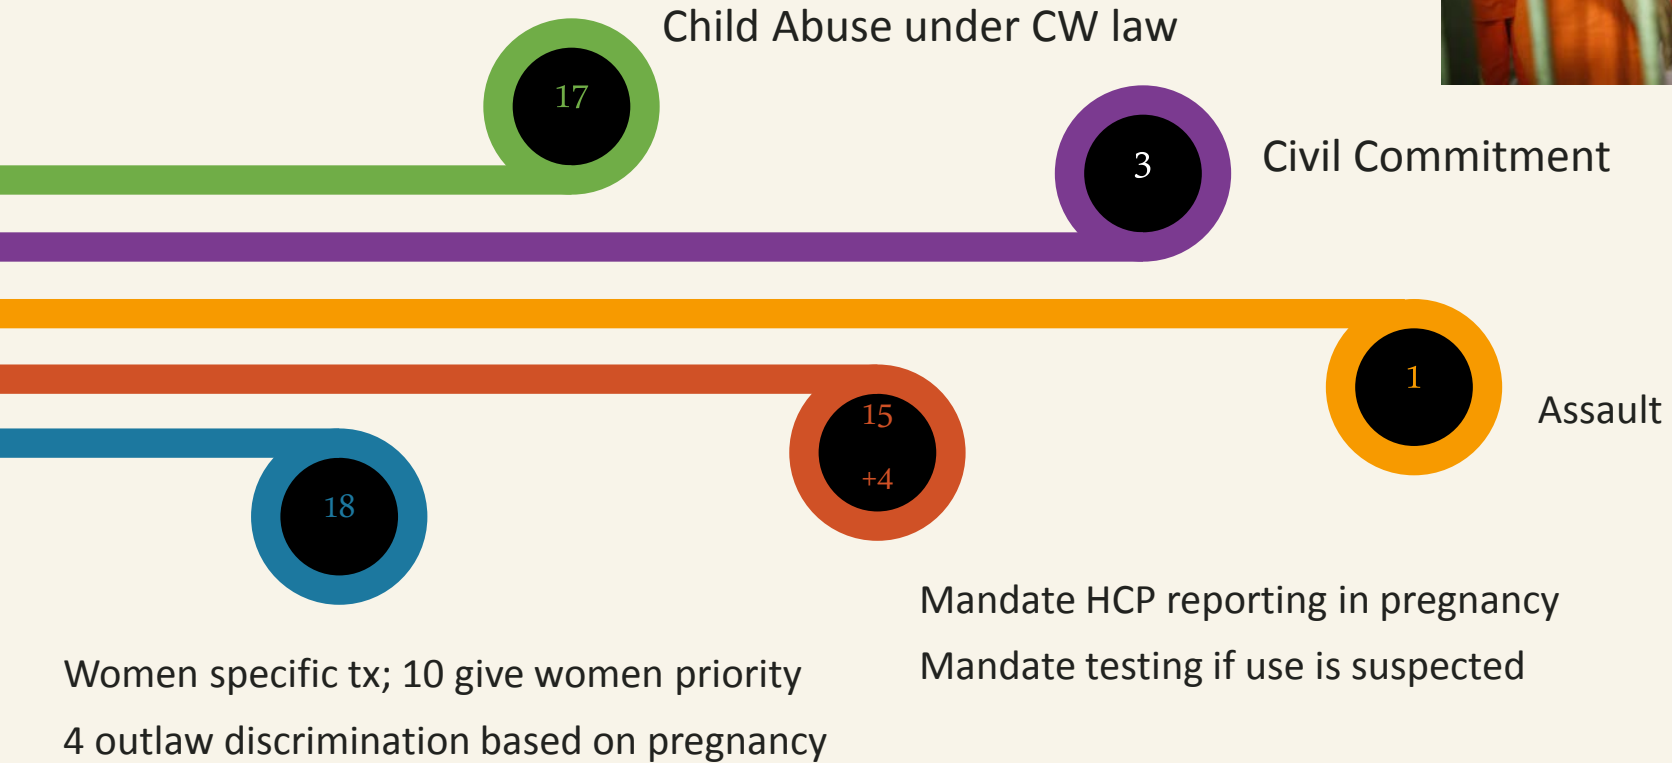 Child Abuse under CW law
17
3
Civil Commitment
1
Assault
15
+4
18
Mandate HCP reporting in pregnancy
Mandate testing if use is suspected
Women specific tx; 10 give women priority
4 outlaw discrimination based on pregnancy